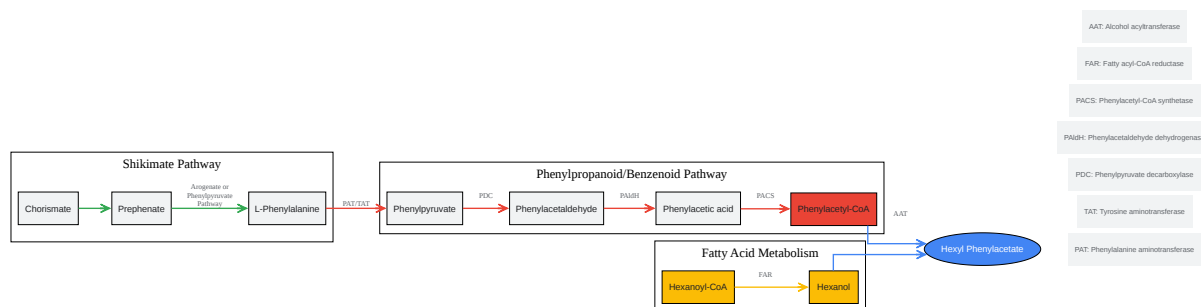 Shikimate Pathway
Chorismate
Prephenate
Arogenate or
Phenylpyruvate
Pathway
L-Phenylalanine
PAT/TAT
Phenylpropanoid/Benzenoid Pathway
Phenylpyruvate
PDC
Phenylacetaldehyde
PAldH
Phenylacetic acid
PACS
Phenylacetyl-CoA
AAT
Fatty Acid Metabolism
Hexanoyl-CoA
FAR
Hexanol
Hexyl Phenylacetate
AAT: Alcohol acyltransferase
FAR: Fatty acyl-CoA reductase
PACS: Phenylacetyl-CoA synthetase
PAldH: Phenylacetaldehyde dehydrogenas
PDC: Phenylpyruvate decarboxylase
TAT: Tyrosine aminotransferase
PAT: Phenylalanine aminotransferase